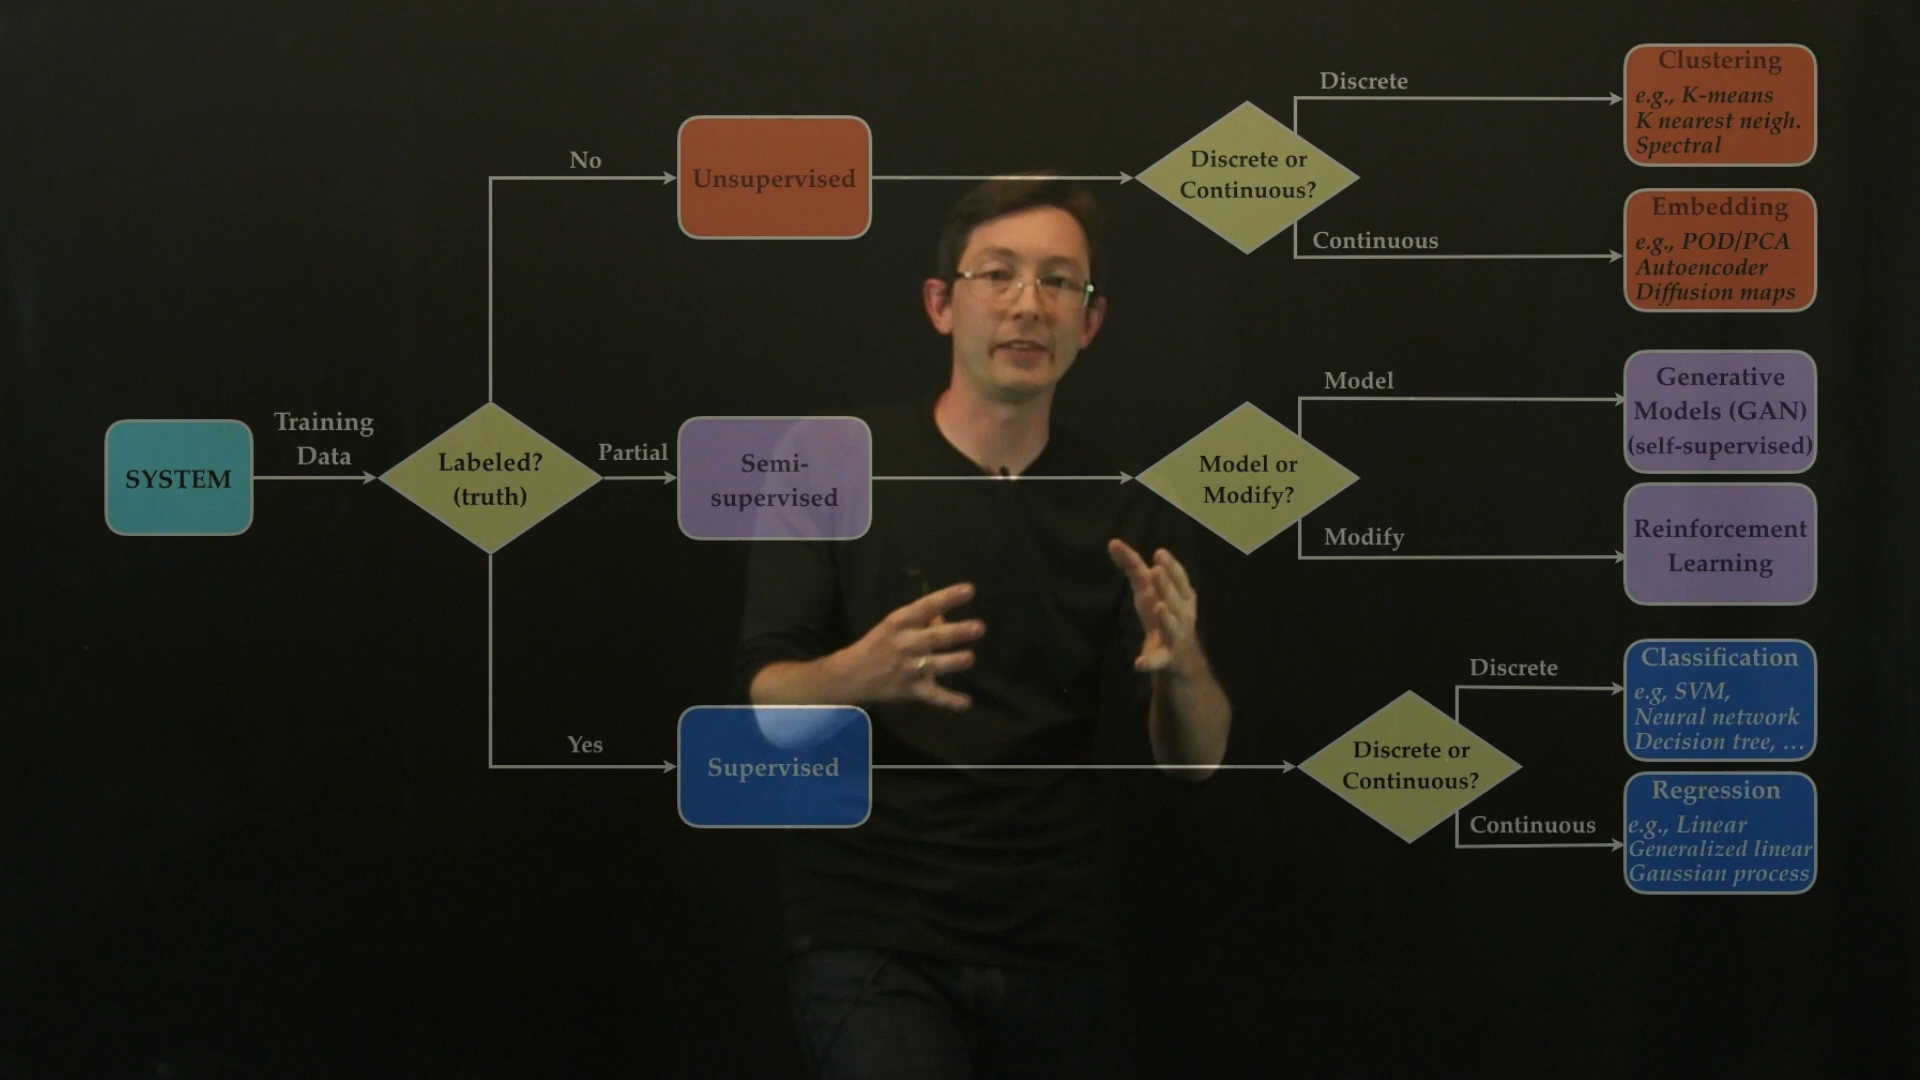 SYSTEM
Training
Data
Labeled?
(truth)
No
Unsupervised
Discrete or
Continuous?
Discrete
Clustering
e.g., K-means
K nearest neigh.
Spectral
Continuous
Embedding
e.g., POD/PCA
Autoencoder
Diffusion maps
Partial
Semi-
supervised
Model or
Modify?
Model
Generative
Models (GAN)
(self-supervised)
Modify
Reinforcement
Learning
Yes
Supervised
Discrete or
Continuous?
Discrete
Classification
e.g, SVM,
Neural network
Decision tree, ...
Continuous
Regression
e.g., Linear
Generalized linear
Gaussian process